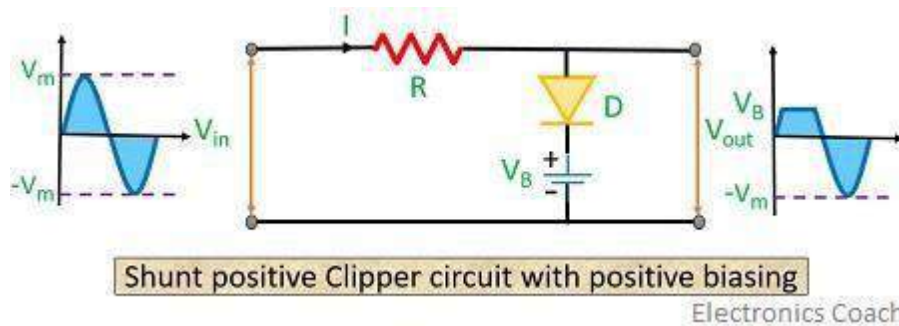 I
V_m
R
D
V_in
V_B
V_out
-V_m
+
V_B
-
-V_m
Shunt positive Clipper circuit with positive biasing
Electronics Coach